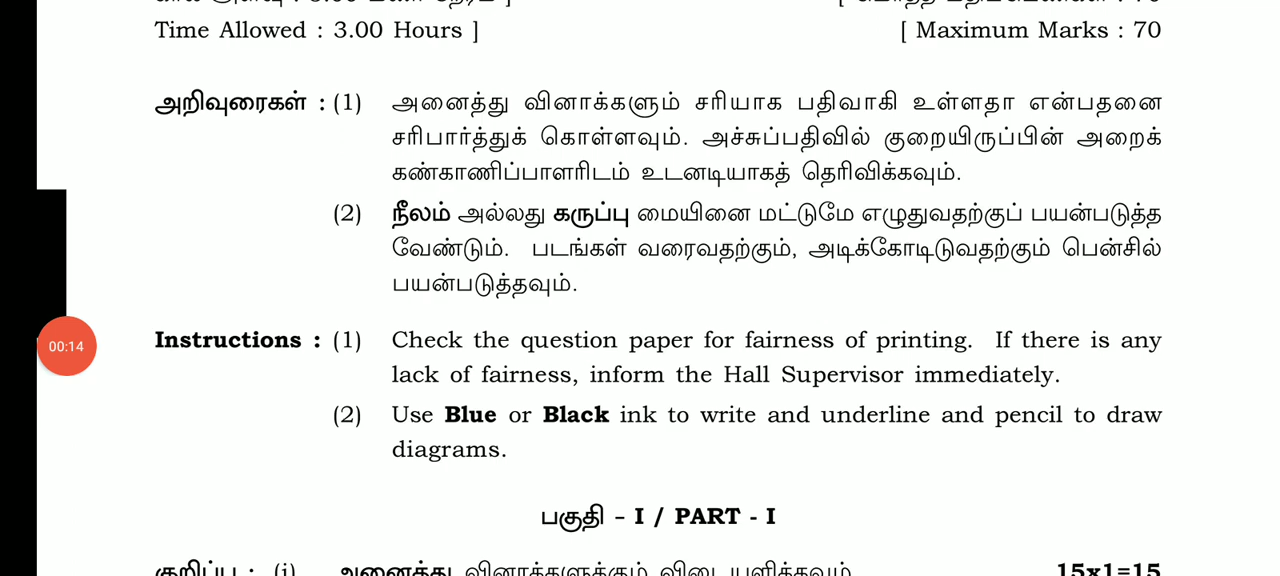 Time Allowed : 3.00 Hours ]
[ Maximum Marks : 70
அறிவுரைகள் : (1) அனைத்து வினாக்களும் சரியாக பதிவாகி உள்ளதா என்பதனை
சரிபார்த்துக் கொள்ளவும். அச்சுப்பதிவில் குறையிருப்பின் அறைக்
கண்காணிப்பாளரிடம் உடனடியாகத் தெரிவிக்கவும்.
(2) நீலம் அல்லது கருப்பு மையினை மட்டுமே எழுதுவதற்குப் பயன்படுத்த
வேண்டும். படங்கள் வரைவதற்கும், அடிக்கோடிடுவதற்கும் பென்சில்
பயன்படுத்தவும்.
00:14
Instructions : (1) Check the question paper for fairness of printing. If there is any
lack of fairness, inform the Hall Supervisor immediately.
(2) Use Blue or Black ink to write and underline and pencil to draw
diagrams.
பகுதி - I / PART - I
குறிப்பு : (i) அனைத்து வினாக்களுக்கும் விடையளிக்கவும். 15x1=15